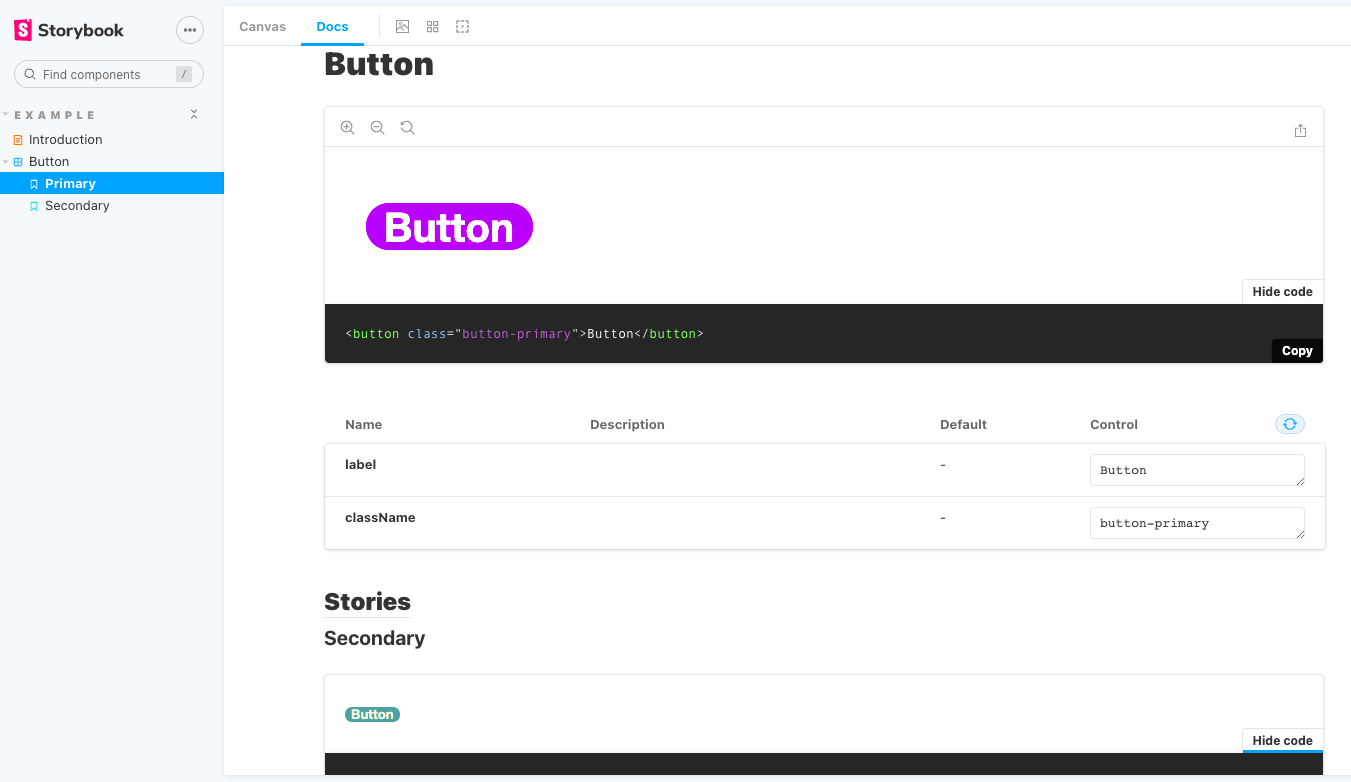 Storybook
Find components /
EXAMPLE
Introduction
Button
Primary
Secondary
Canvas Docs
Button
Button
Hide code
<button class="button-primary">Button</button>
Copy
Name Description Default Control
label - Button
className - button-primary
Stories
Secondary
Button
Hide code